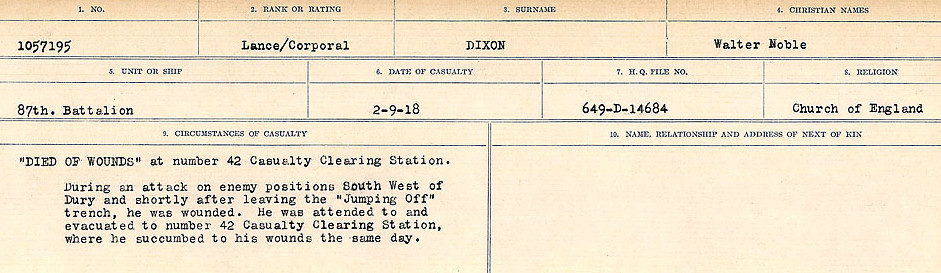 1. NO. 2. RANK OR RATING 3. SURNAME 4. CHRISTIAN NAMES
1057195 Lance/Corporal DIXON Walter Noble
5. UNIT OR SHIP 6. DATE OF CASUALTY 7. H. Q. FILE NO. 8. RELIGION
87th. Battalion 2-9-18 649-D-14684 Church of England
9. CIRCUMSTANCES OF CASUALTY 10. NAME, RELATIONSHIP AND ADDRESS OF NEXT OF KIN
"DIED OF WOUNDS" at number 42 Casualty Clearing Station.
During an attack on enemy positions South West of
Dury and shortly after leaving the "Jumping Off"
trench, he was wounded. He was attended to and
evacuated to number 42 Casualty Clearing Station,
where he succumbed to his wounds the same day.